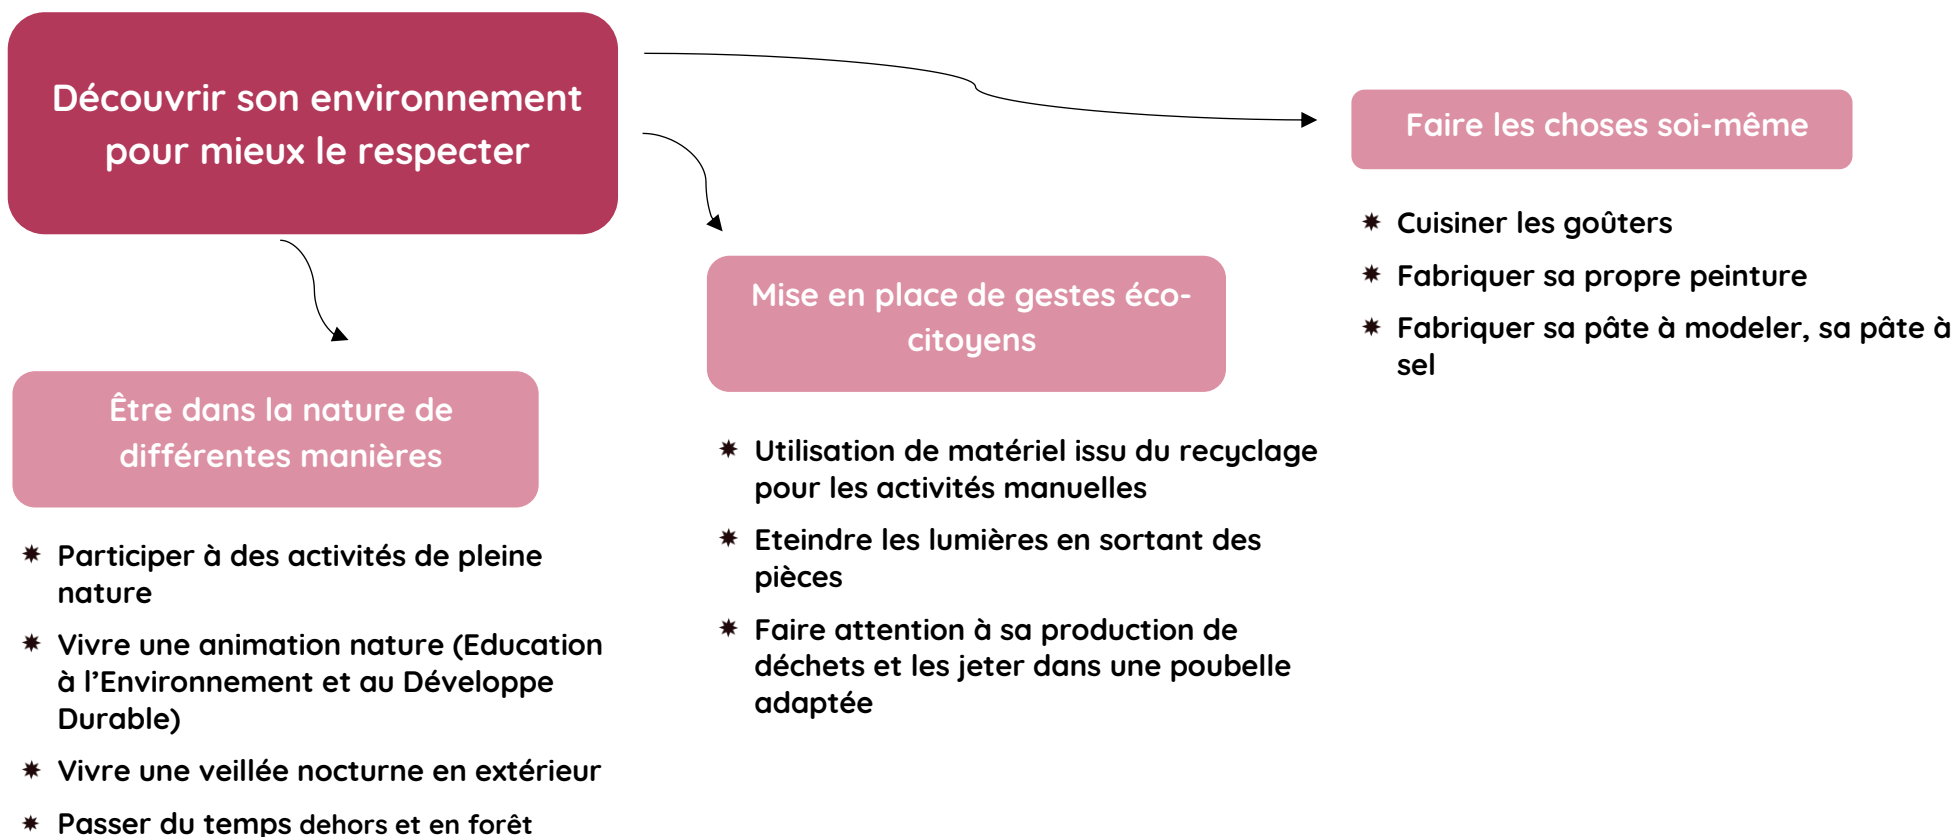 Découvrir son environnement
pour mieux le respecter
Être dans la nature de
différentes manières
✷ Participer à des activités de pleine
nature
✷ Vivre une animation nature (Education
à l’Environnement et au Développe
Durable)
✷ Vivre une veillée nocturne en extérieur
✷ Passer du temps dehors et en forêt
Mise en place de gestes éco-
citoyens
✷ Utilisation de matériel issu du recyclage
pour les activités manuelles
✷ Eteindre les lumières en sortant des
pièces
✷ Faire attention à sa production de
déchets et les jeter dans une poubelle
adaptée
Faire les choses soi-même
✷ Cuisiner les goûters
✷ Fabriquer sa propre peinture
✷ Fabriquer sa pâte à modeler, sa pâte à
sel